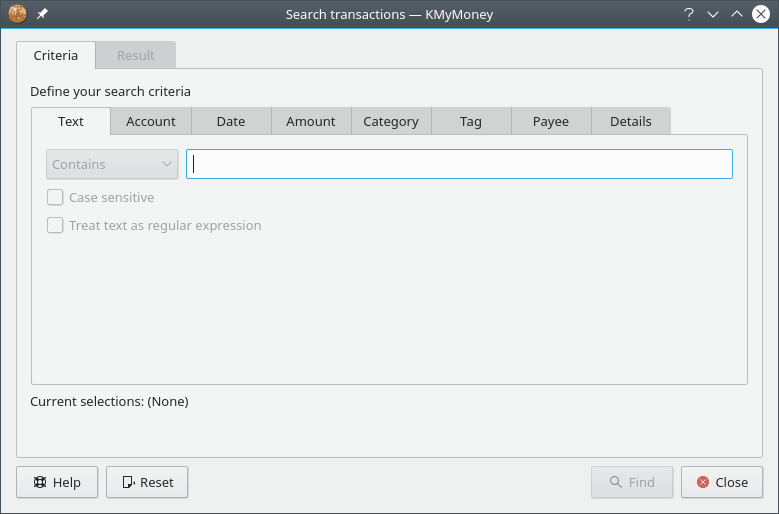 Search transactions — KMyMoney
Criteria Result
Define your search criteria
Text Account Date Amount Category Tag Payee Details
Contains
Case sensitive
Treat text as regular expression
Current selections: (None)
Help Reset Find Close